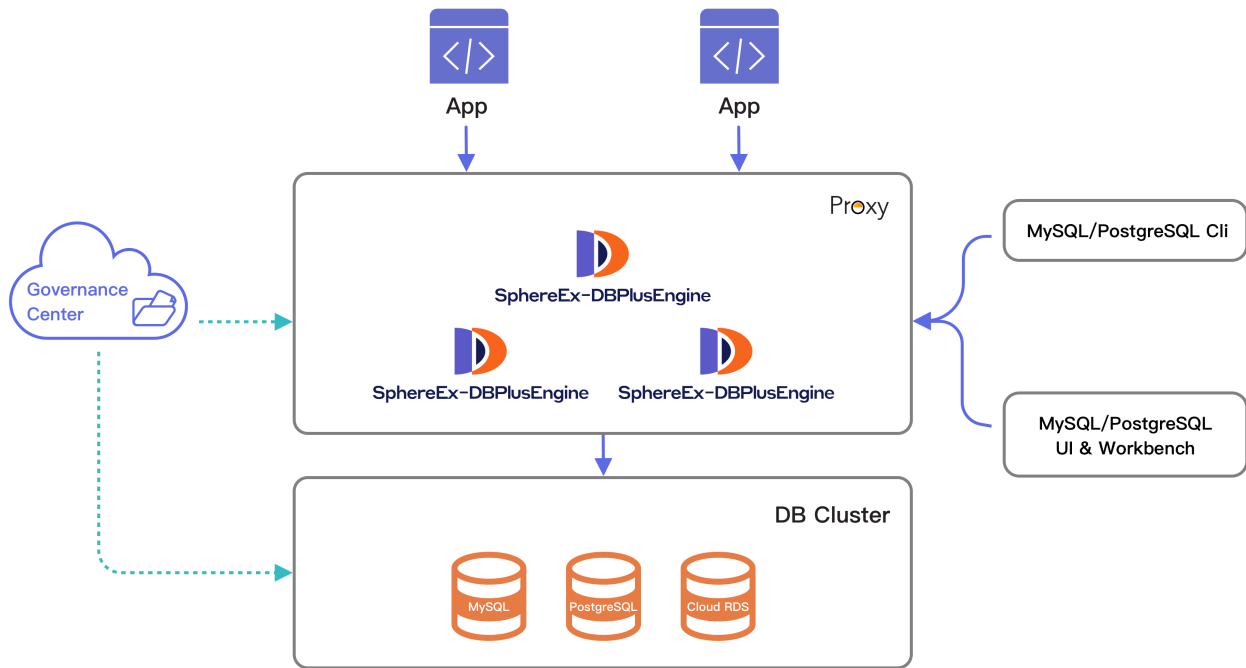 App
App
Proxy
Governance
Center
SphereEx-DBPlusEngine
SphereEx-DBPlusEngine
SphereEx-DBPlusEngine
MySQL/PostgreSQL Cli
MySQL/PostgreSQL
UI & Workbench
DB Cluster
MySQL
PostgreSQL
Cloud RDS